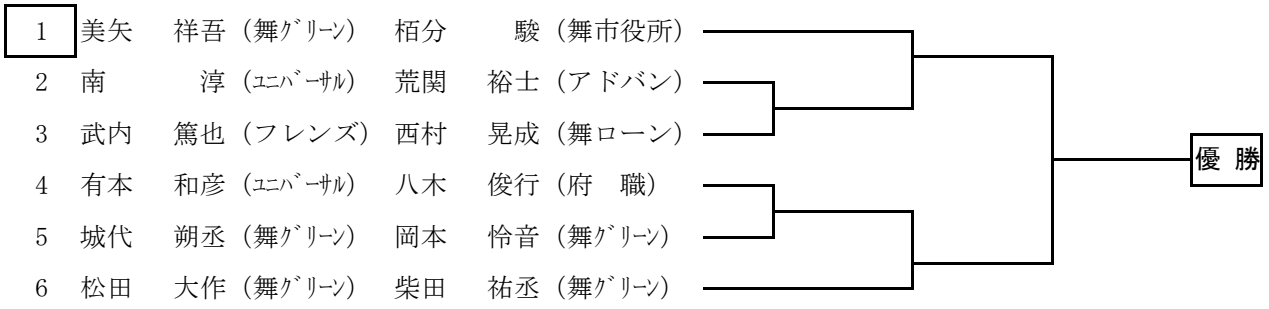 1 美矢 祥吾 (舞グリーン) 栢分 駿 (舞市役所)
2 南 淳 (ユニバーサル) 荒関 裕士 (アドバン)
3 武内 篤也 (フレンズ) 西村 晃成 (舞ローン)
優 勝
4 有本 和彦 (ユニバーサル) 八木 俊行 (府 職)
5 城代 朔丞 (舞グリーン) 岡本 怜音 (舞グリーン)
6 松田 大作 (舞グリーン) 柴田 祐丞 (舞グリーン)